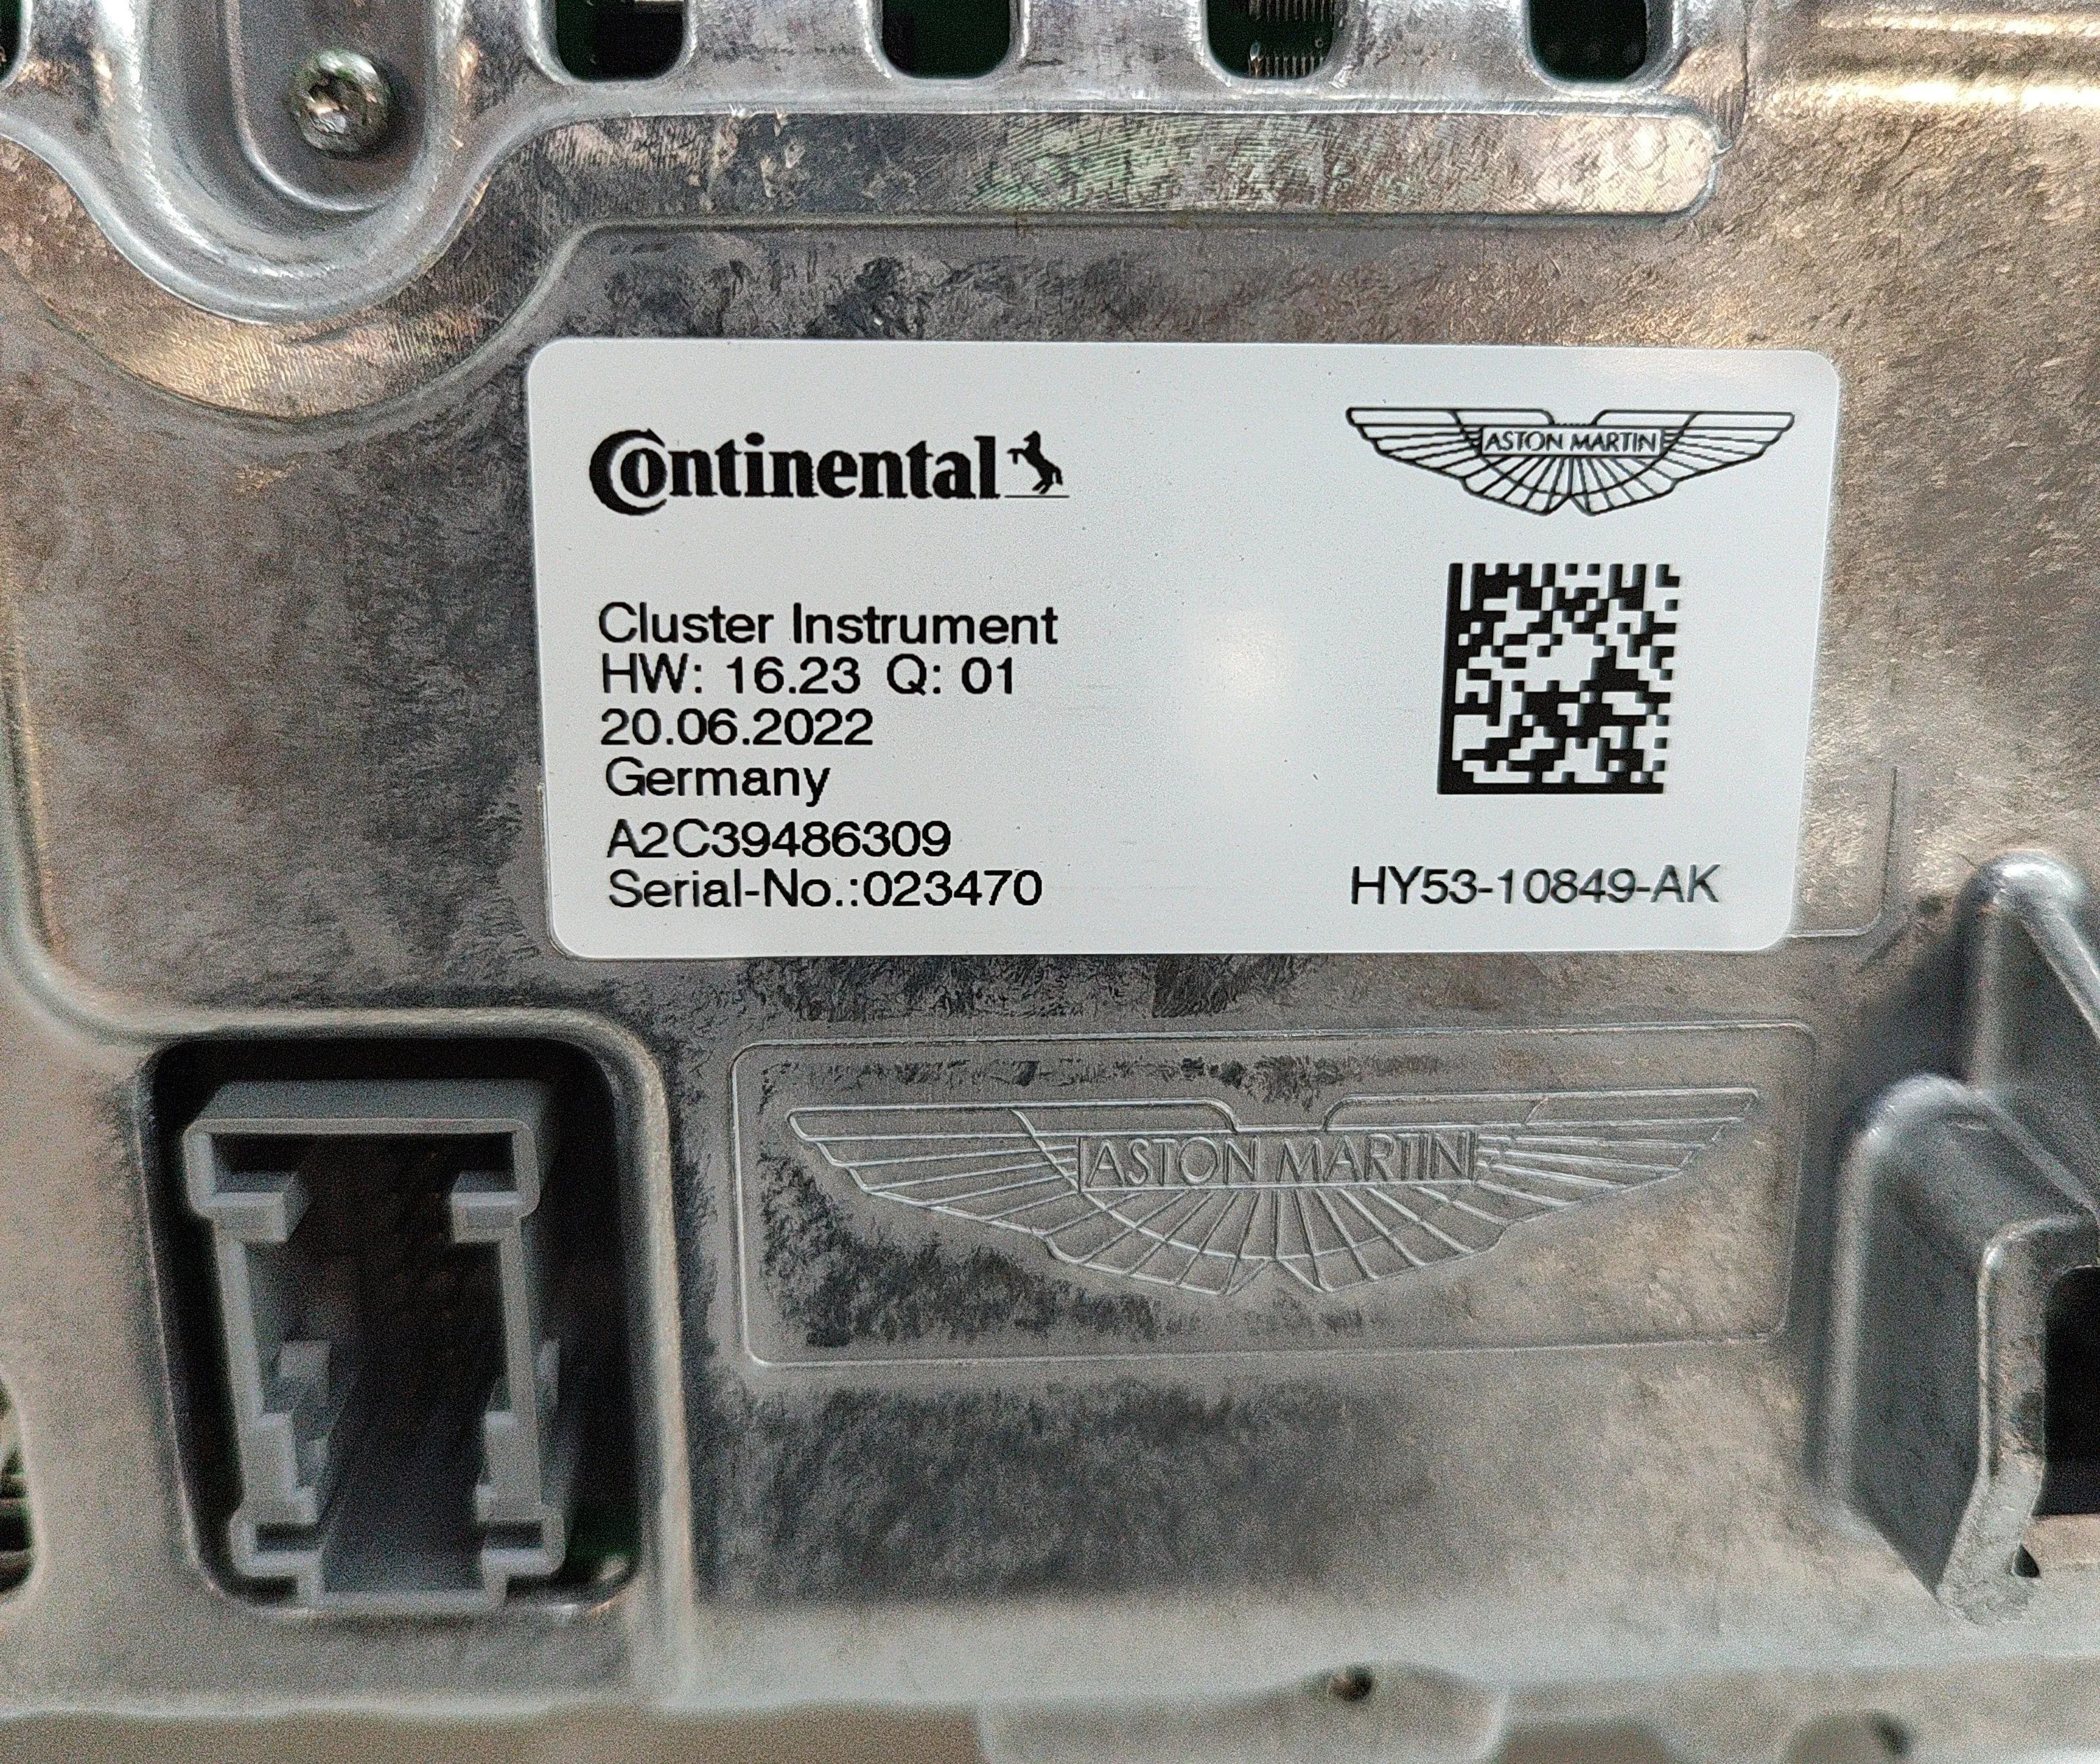 Continental
ASTON MARTIN
Cluster Instrument
HW: 16.23 Q: 01
20.06.2022
Germany
A2C39486309
Serial-No.:023470
HY53-10849-AK
ASTON MARTIN